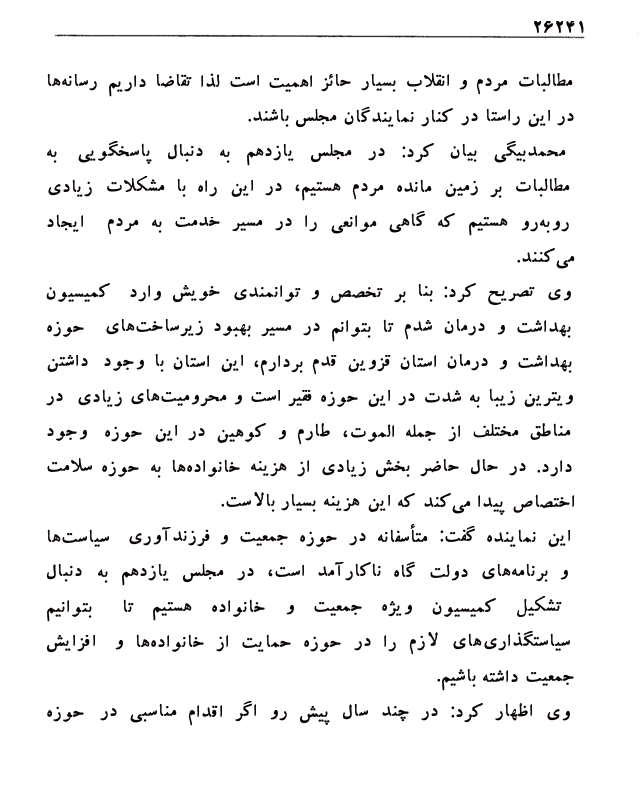 ۲۶۲۴۱
مطالبات مردم و انقلاب بسیار حائز اهمیت است لذا تقاضا داریم رسانه‌ها
در این راستا در کنار نمایندگان مجلس باشند.
محمدبیگی بیان کرد: در مجلس یازدهم به دنبال پاسخگویی به
مطالبات بر زمین مانده مردم هستیم، در این راه با مشکلات زیادی
روبه‌رو هستیم که گاهی موانعی را در مسیر خدمت به مردم ایجاد
می‌کنند.
وی تصریح کرد: بنا بر تخصص و توانمندی خویش وارد کمیسیون
بهداشت و درمان شدم تا بتوانم در مسیر بهبود زیرساخت‌های حوزه
بهداشت و درمان استان قزوین قدم بردارم، این استان با وجود داشتن
ویترین زیبا به شدت در این حوزه فقیر است و محرومیت‌های زیادی در
مناطق مختلف از جمله الموت، طارم و کوهین در این حوزه وجود
دارد. در حال حاضر بخش زیادی از هزینه خانواده‌ها به حوزه سلامت
اختصاص پیدا می‌کند که این هزینه بسیار بالاست.
این نماینده گفت: متأسفانه در حوزه جمعیت و فرزندآوری سیاست‌ها
و برنامه‌های دولت گاه ناکارآمد است، در مجلس یازدهم به دنبال
تشکیل کمیسیون ویژه جمعیت و خانواده هستیم تا بتوانیم
سیاستگذاری‌های لازم را در حوزه حمایت از خانواده‌ها و افزایش
جمعیت داشته باشیم.
وی اظهار کرد: در چند سال پیش رو اگر اقدام مناسبی در حوزه